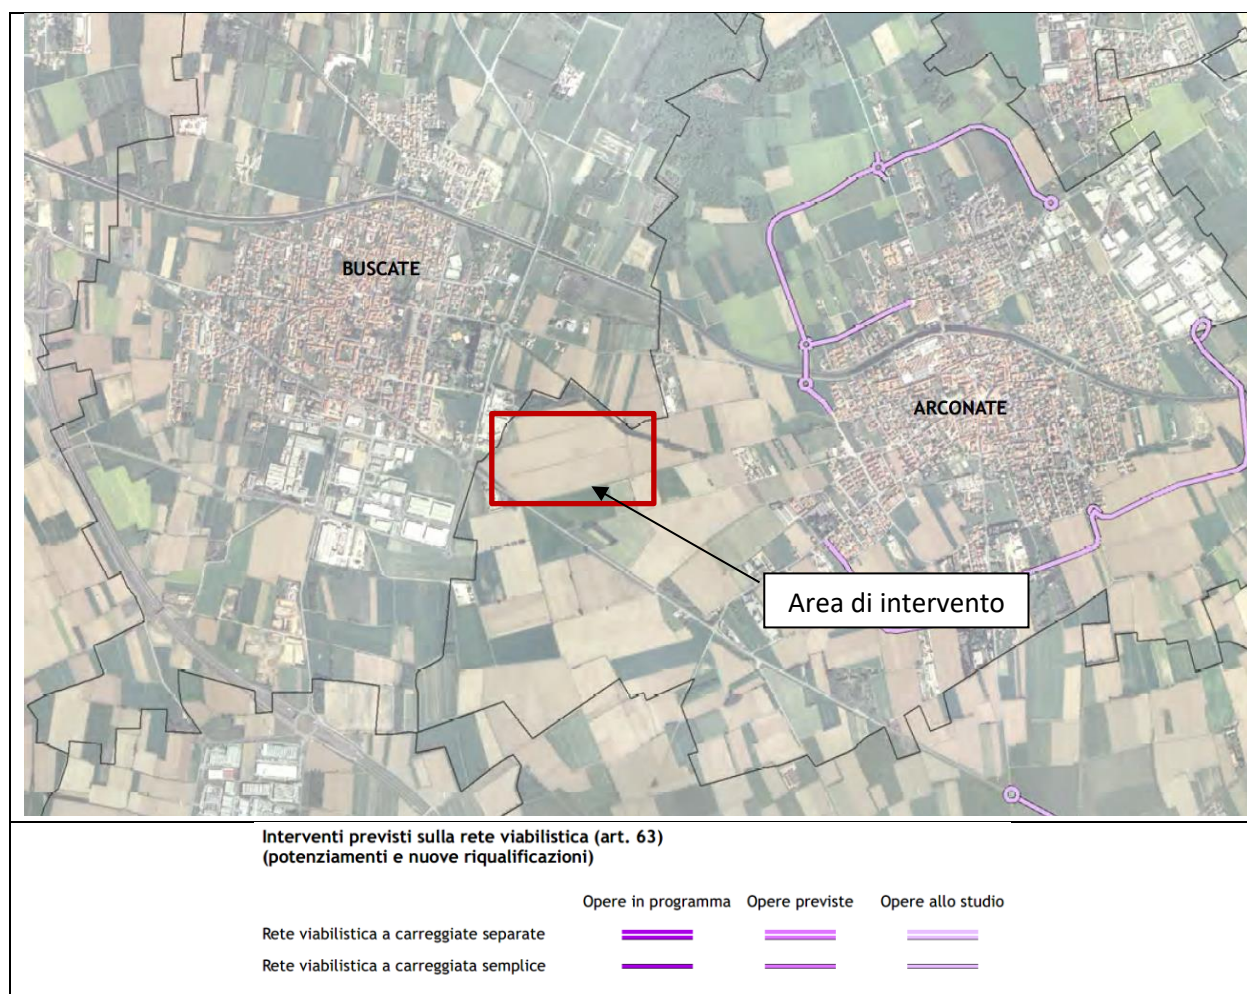 BUSCATE
ARCONATE
Area di intervento
Interventi previsti sulla rete viabilistica (art. 63)
(potenziamenti e nuove riqualificazioni)
Opere in programma Opere previste Opere allo studio
Rete viabilistica a carreggiate separate
Rete viabilistica a carreggiata semplice